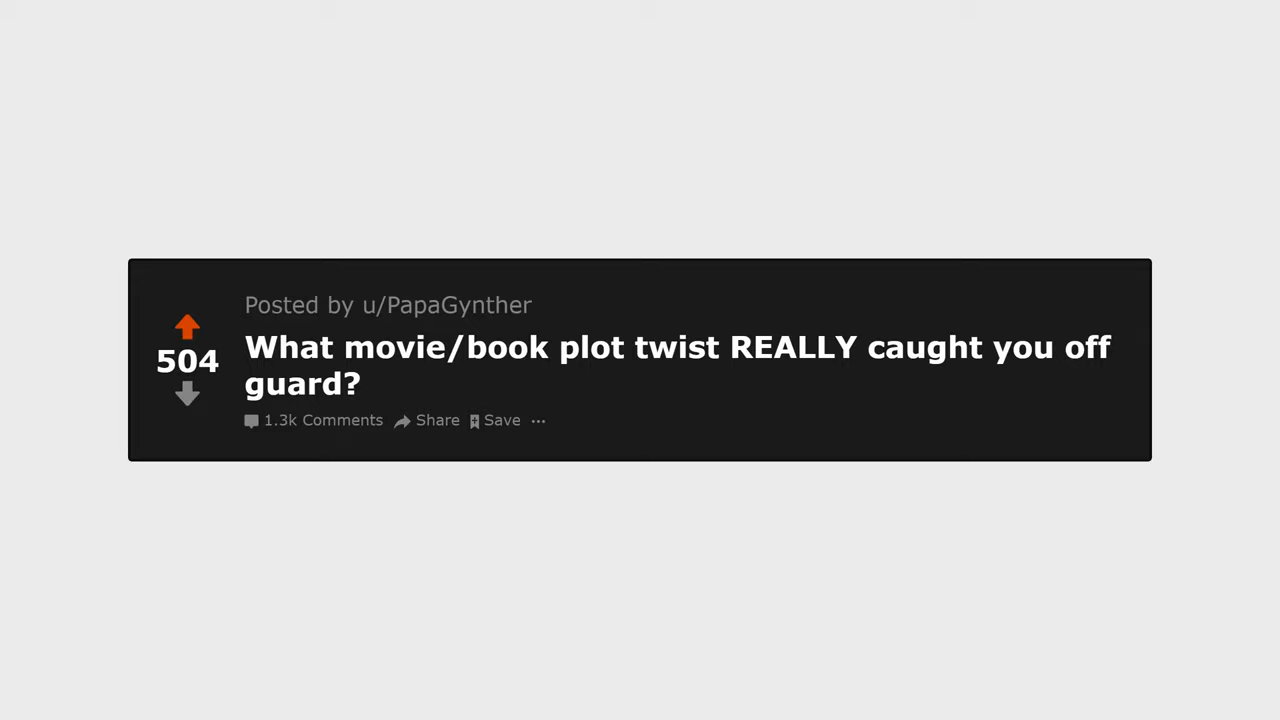 Posted by u/PapaGynther
504
What movie/book plot twist REALLY caught you off
guard?
1.3k Comments Share Save ...